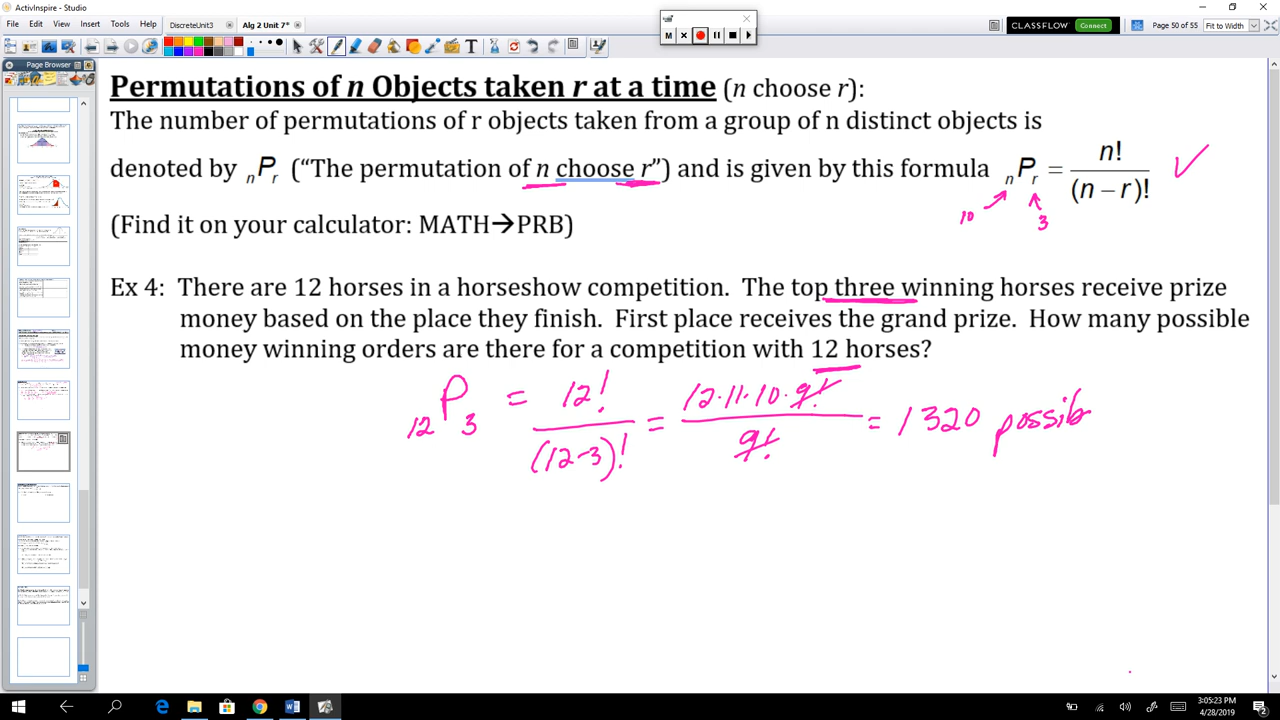 ActivInspire - Studio
File Edit View Insert Tools Help
DiscreteUnit3 Alg 2 Unit 7*
M
CLASSFLOW Connect
Page 50 of 55 Fit to Width
Page Browser
Permutations of n Objects taken r at a time (n choose r):
The number of permutations of r objects taken from a group of n distinct objects is
denoted by nPr ("The permutation of n choose r") and is given by this formula nPr = n!/(n – r)!
10 3
(Find it on your calculator: MATH→PRB)
Ex 4: There are 12 horses in a horseshow competition. The top three winning horses receive prize
money based on the place they finish. First place receives the grand prize. How many possible
money winning orders are there for a competition with 12 horses?
12P3 = 12!/(12-3)! = 12·11·10·9!/9! = 1320 possib
3:05:23 PM
4/28/2019
2